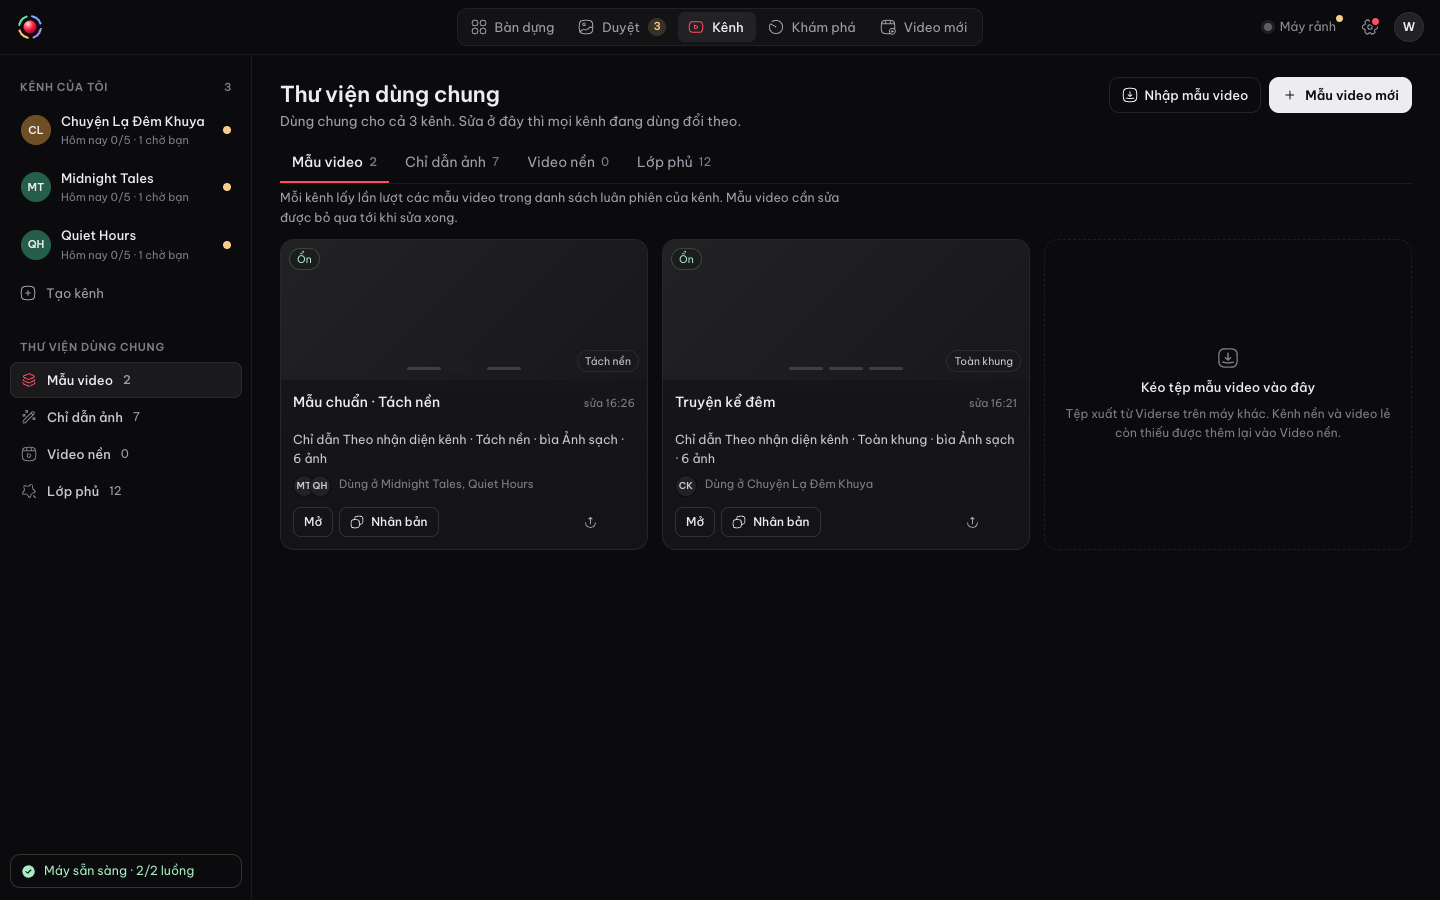 Bàn dựng
Duyệt 3
Kênh
Khám phá
Video mới
Máy rảnh
W
KÊNH CỦA TÔI 3
CL
Chuyện Lạ Đêm Khuya
Hôm nay 0/5 · 1 chờ bạn
MT
Midnight Tales
Hôm nay 0/5 · 1 chờ bạn
QH
Quiet Hours
Hôm nay 0/5 · 1 chờ bạn
Tạo kênh
THƯ VIỆN DÙNG CHUNG
Mẫu video 2
Chỉ dẫn ảnh 7
Video nền 0
Lớp phủ 12
Máy sẵn sàng · 2/2 luồng
Thư viện dùng chung
Dùng chung cho cả 3 kênh. Sửa ở đây thì mọi kênh đang dùng đổi theo.
Nhập mẫu video
Mẫu video mới
Mẫu video 2
Chỉ dẫn ảnh 7
Video nền 0
Lớp phủ 12
Mỗi kênh lấy lần lượt các mẫu video trong danh sách luân phiên của kênh. Mẫu video cần sửa
được bỏ qua tới khi sửa xong.
Ổn
Tách nền
Mẫu chuẩn · Tách nền
sửa 16:26
Chỉ dẫn Theo nhận diện kênh · Tách nền · bìa Ảnh sạch ·
6 ảnh
MT QH Dùng ở Midnight Tales, Quiet Hours
Mở
Nhân bản
Ổn
Toàn khung
Truyện kể đêm
sửa 16:21
Chỉ dẫn Theo nhận diện kênh · Toàn khung · bìa Ảnh sạch
· 6 ảnh
CK Dùng ở Chuyện Lạ Đêm Khuya
Mở
Nhân bản
Kéo tệp mẫu video vào đây
Tệp xuất từ Viderse trên máy khác. Kênh nền và video lẻ
còn thiếu được thêm lại vào Video nền.